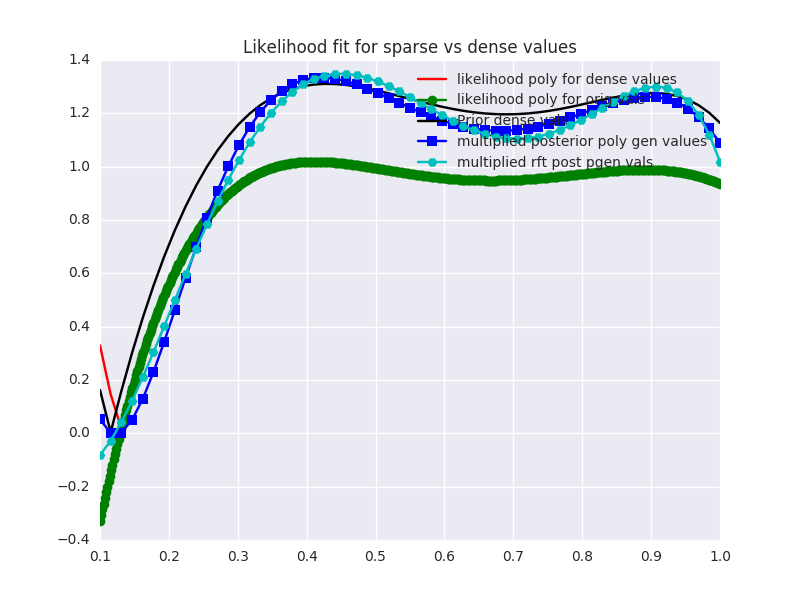 Likelihood fit for sparse vs dense values
1.4
1.2
1.0
0.8
0.6
0.4
0.2
0.0
−0.2
−0.4
likelihood poly for dense values
likelihood poly for
Prior dense
multiplied posterior poly gen values
multiplied rft post pgen vals
0.1 0.2 0.3 0.4 0.5 0.6 0.7 0.8 0.9 1.0